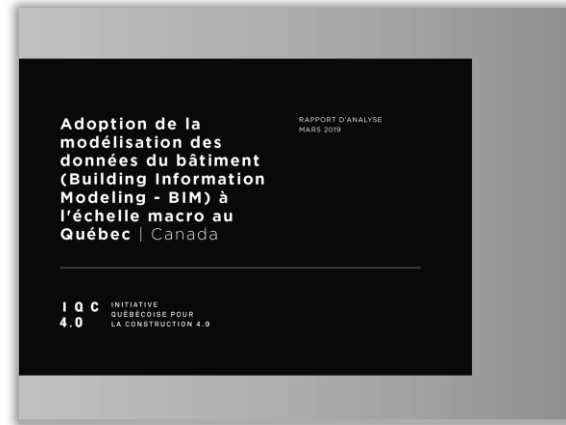 Adoption de la
modélisation des
données du bâtiment
(Building Information
Modeling - BIM) à
l'échelle macro au
Québec | Canada
RAPPORT D'ANALYSE
MARS 2019
IQC
4.0
INITIATIVE
QUÉBÉCOISE POUR
LA CONSTRUCTION 4.0